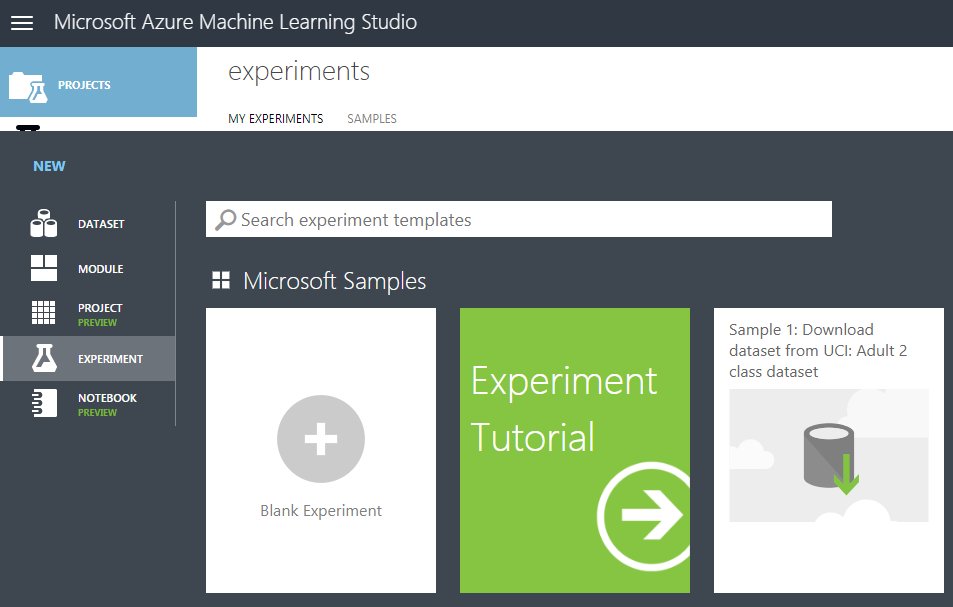 Microsoft Azure Machine Learning Studio
PROJECTS
experiments
MY EXPERIMENTS
SAMPLES
NEW
DATASET
MODULE
PROJECT
PREVIEW
EXPERIMENT
NOTEBOOK
PREVIEW
Search experiment templates
Microsoft Samples
Blank Experiment
Experiment
Tutorial
Sample 1: Download
dataset from UCI: Adult 2
class dataset